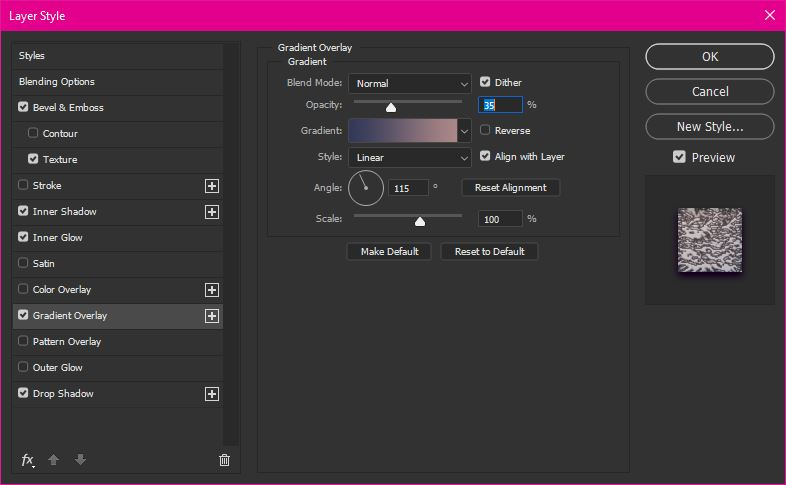 Layer Style
Styles
Blending Options
Bevel & Emboss
Contour
Texture
Stroke
Inner Shadow
Inner Glow
Satin
Color Overlay
Gradient Overlay
Pattern Overlay
Outer Glow
Drop Shadow
fx
Gradient Overlay
Gradient
Blend Mode: Normal Dither
Opacity: 35 %
Gradient: Reverse
Style: Linear Align with Layer
Angle: 115 ° Reset Alignment
Scale: 100 %
Make Default Reset to Default
OK
Cancel
New Style...
Preview